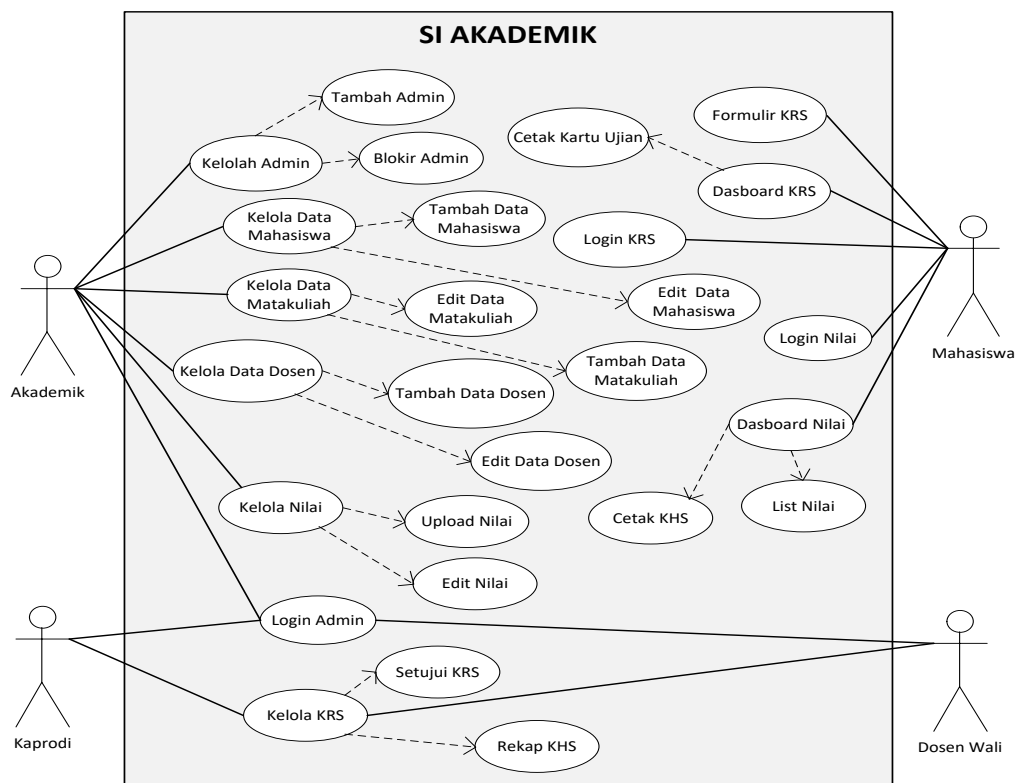 SI AKADEMIK
Tambah Admin
Formulir KRS
Cetak Kartu Ujian
Kelolah Admin
Blokir Admin
Dasboard KRS
Kelola Data
Mahasiswa
Tambah Data
Mahasiswa
Login KRS
Kelola Data
Matakuliah
Edit Data
Matakuliah
Edit Data
Mahasiswa
Login Nilai
Mahasiswa
Akademik
Kelola Data Dosen
Tambah Data Dosen
Tambah Data
Matakuliah
Dasboard Nilai
Edit Data Dosen
Kelola Nilai
Upload Nilai
Cetak KHS
List Nilai
Edit Nilai
Login Admin
Setujui KRS
Kelola KRS
Rekap KHS
Kaprodi
Dosen Wali